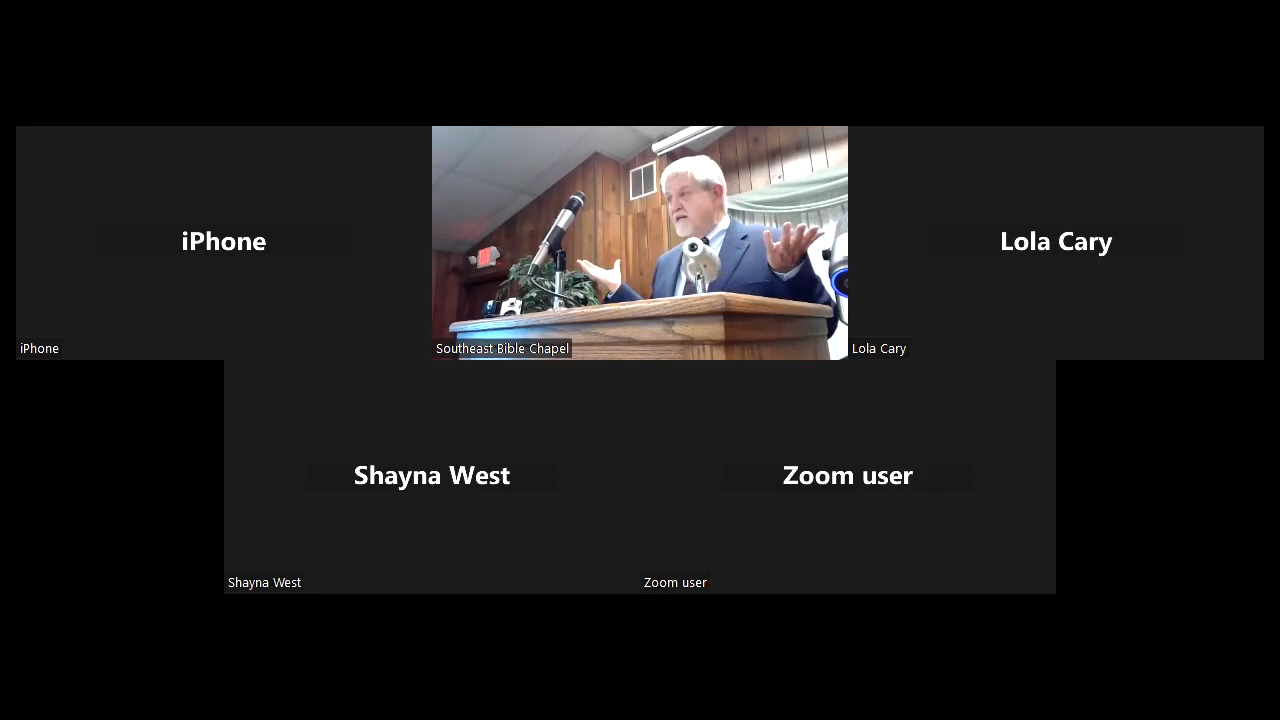 iPhone
Lola Cary
iPhone
Southeast Bible Chapel
Lola Cary
Shayna West
Zoom user
Shayna West
Zoom user